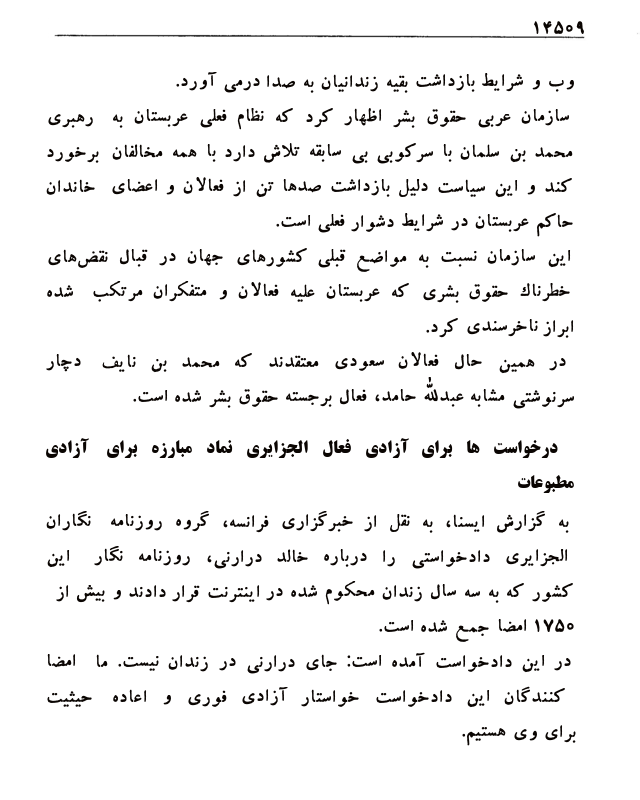 ۱۴۵۰۹
وب و شرایط بازداشت بقیه زندانیان به صدا درمی آورد.
سازمان عربی حقوق بشر اظهار کرد که نظام فعلی عربستان به رهبری
محمد بن سلمان با سرکوبی بی سابقه تلاش دارد با همه مخالفان برخورد
کند و این سیاست دلیل بازداشت صدها تن از فعالان و اعضای خاندان
حاکم عربستان در شرایط دشوار فعلی است.
این سازمان نسبت به مواضع قبلی کشورهای جهان در قبال نقض‌های
خطرناك حقوق بشری که عربستان علیه فعالان و متفکران مرتکب شده
ابراز ناخرسندی کرد.
در همین حال فعالان سعودی معتقدند که محمد بن نایف دچار
سرنوشتی مشابه عبدالله حامد، فعال برجسته حقوق بشر شده است.
درخواست ها برای آزادی فعال الجزایری نماد مبارزه برای آزادی
مطبوعات
به گزارش ایسنا، به نقل از خبرگزاری فرانسه، گروه روزنامه نگاران
الجزایری دادخواستی را درباره خالد درارنی، روزنامه نگار این
کشور که به سه سال زندان محکوم شده در اینترنت قرار دادند و بیش از
۱۷۵۰ امضا جمع شده است.
در این دادخواست آمده است: جای درارنی در زندان نیست. ما امضا
کنندگان این دادخواست خواستار آزادی فوری و اعاده حیثیت
برای وی هستیم.